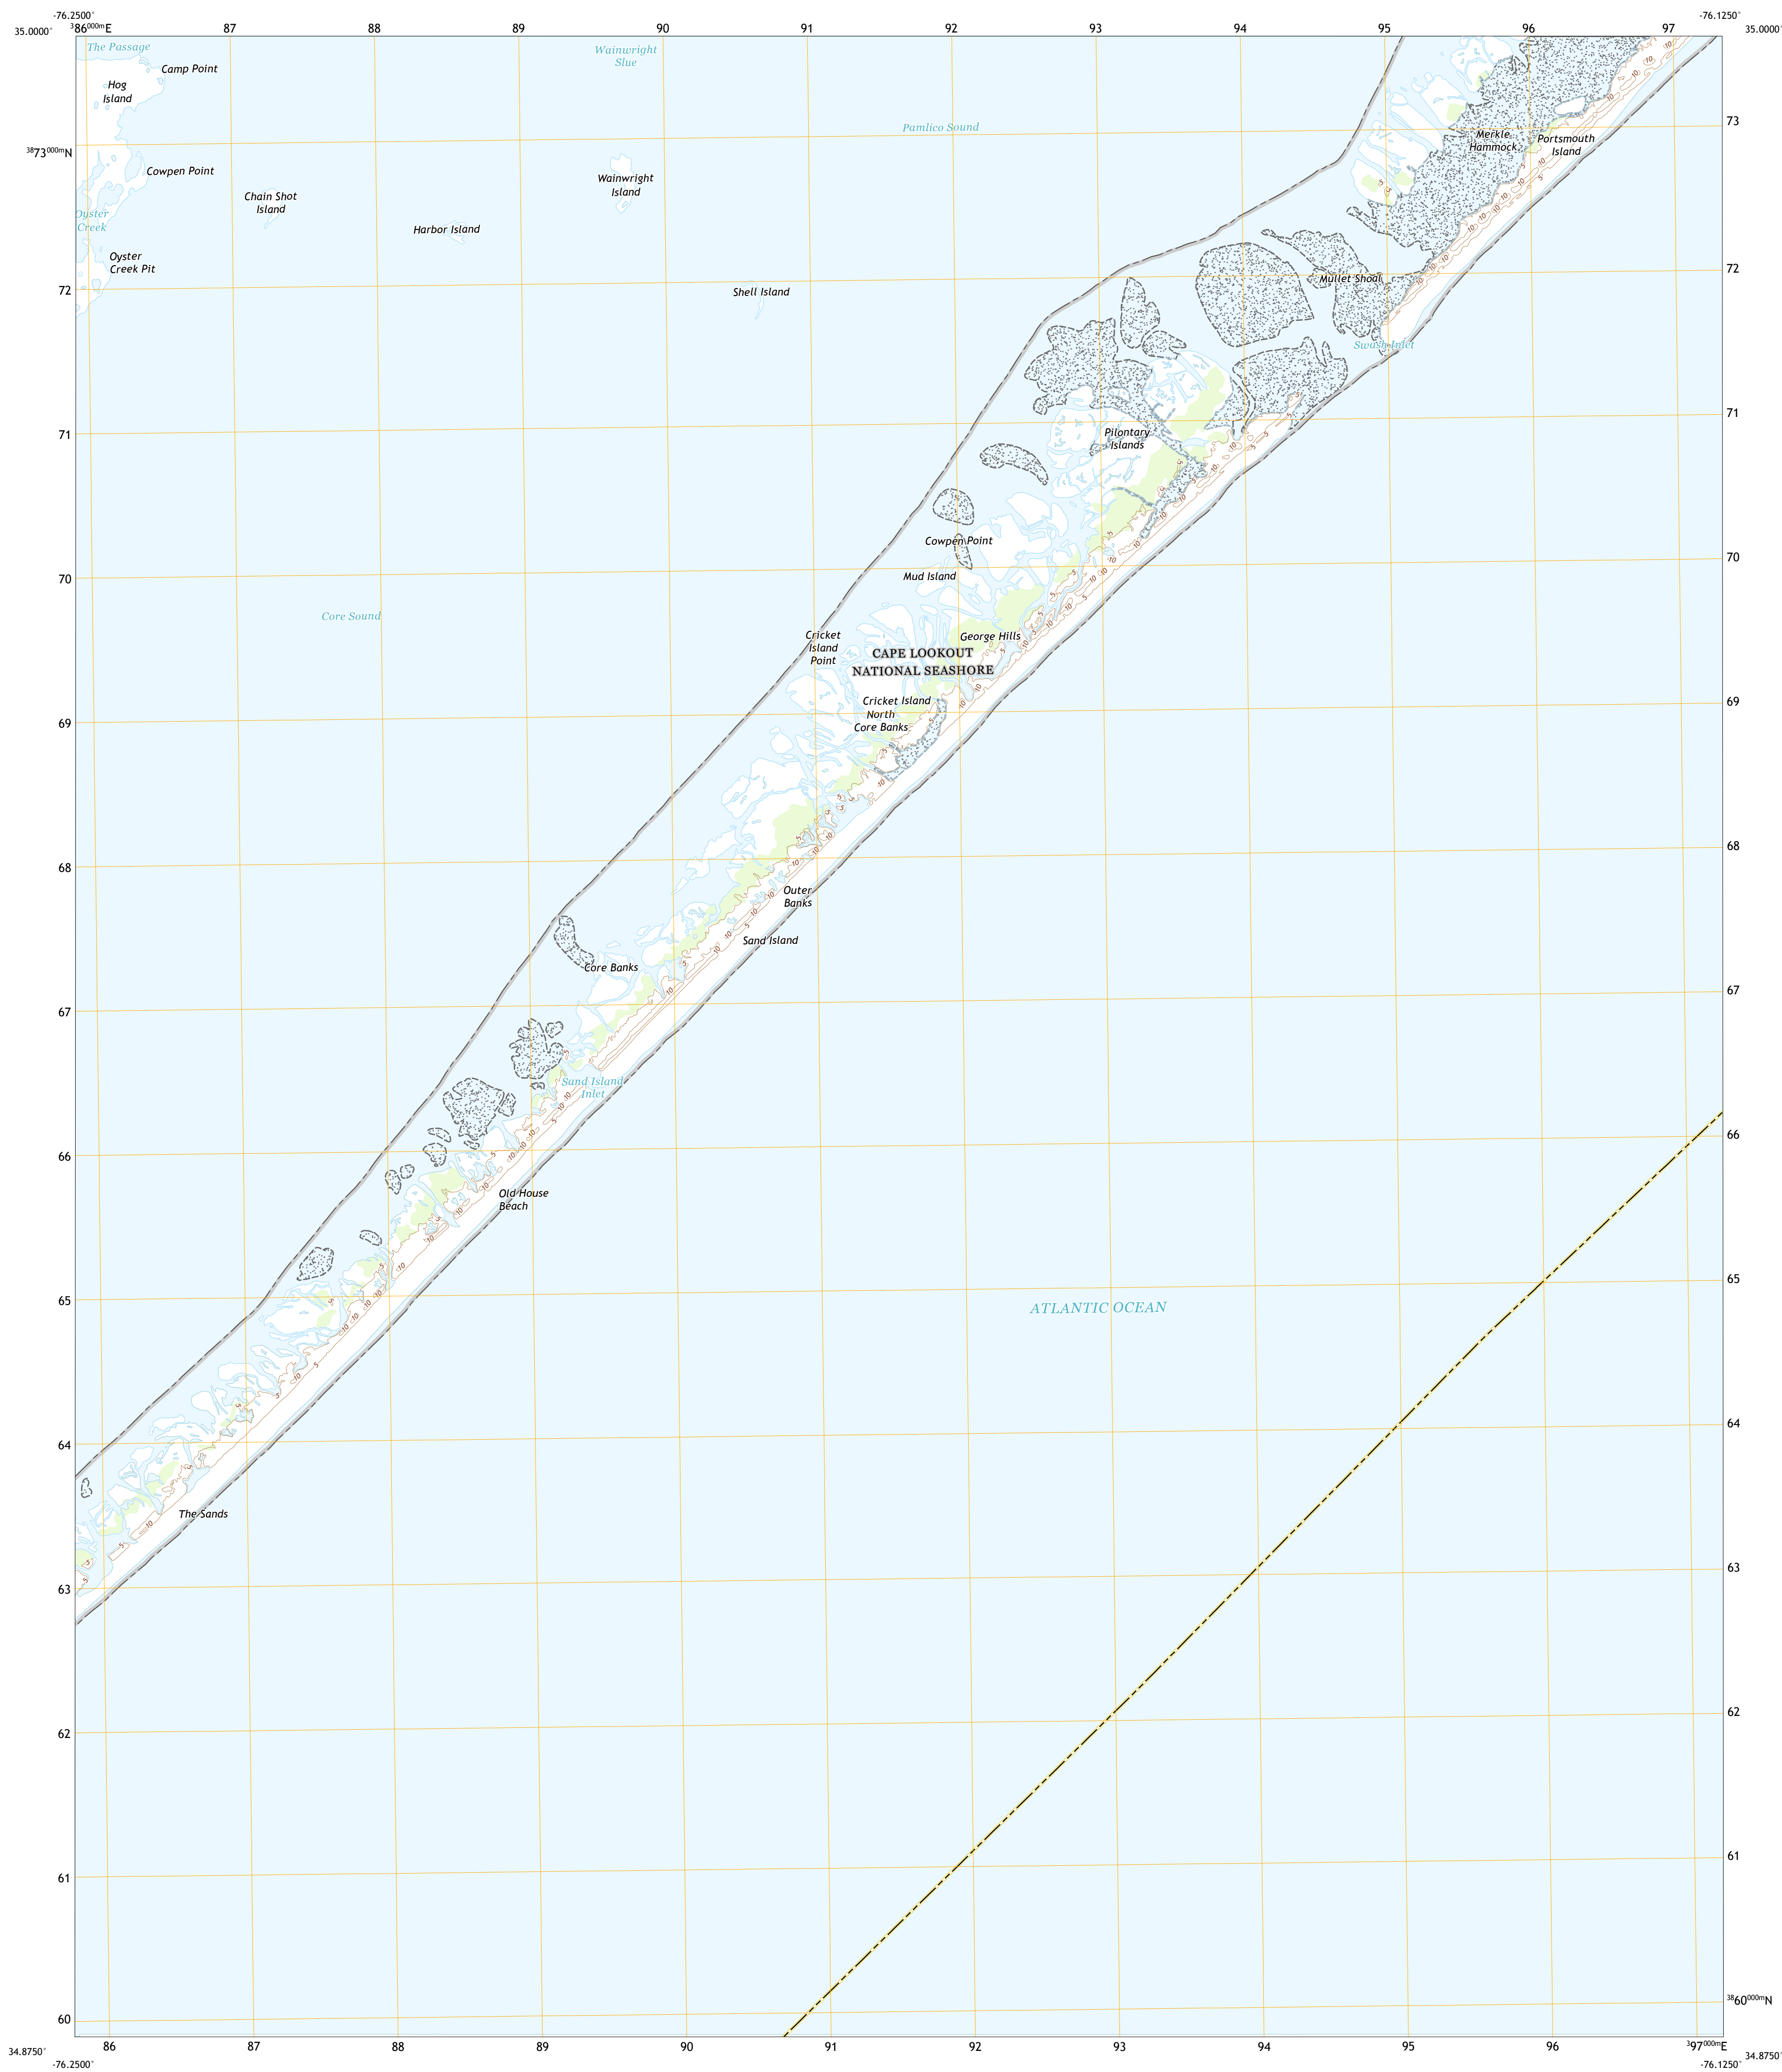 -76.2500°
-76.1250°
35.0000°
³86⁰⁰⁰ᵐE
87
88
89
90
91
92
93
94
95
96
97
35.0000°
The Passage
Camp Point
Hog
Island
Wainwright
Slue
Pamlico Sound
73
Merkle
Hammock
Portsmouth
Island
³⁸73⁰⁰⁰ᵐN
Cowpen Point
Chain Shot
Island
Wainwright
Island
Oyster
Creek
Harbor Island
Oyster
Creek Pit
72
72
Shell Island
Mullet Shoal
Swash Inlet
71
71
Pilontary
Islands
Cowpen Point
70
70
Mud Island
Core Sound
Cricket
Island
Point
George Hills
CAPE LOOKOUT
NATIONAL SEASHORE
Cricket Island
North
Core Banks
69
69
68
68
Outer
Banks
Sand Island
Core Banks
67
67
Sand Island
Inlet
66
66
Old House
Beach
65
65
ATLANTIC OCEAN
64
64
The Sands
63
63
62
62
61
61
60
³⁸60⁰⁰⁰ᵐN
34.8750°
86
87
88
89
90
91
92
93
94
95
96
³97⁰⁰⁰ᵐE
34.8750°
-76.2500°
-76.1250°